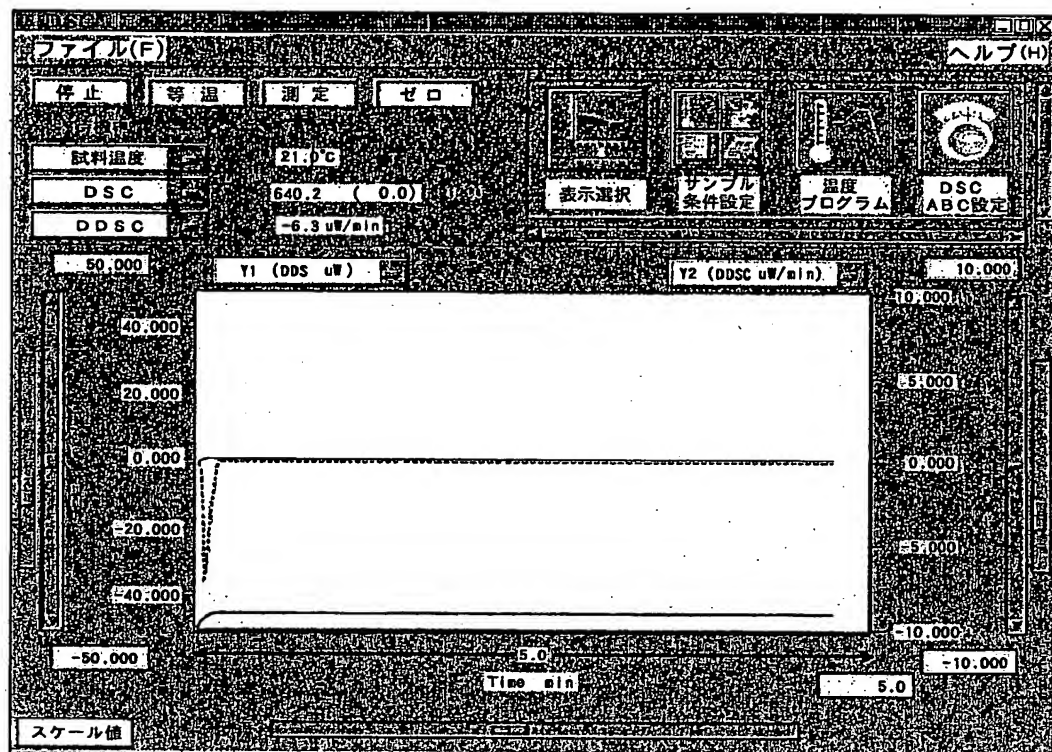 ファイル(F)
ヘルプ(H)
停止 等温 測定 ゼロ
試料温度 21.0°C
DSC 640.2 ( 0.0)
DDSC -6.3 uW/min
表示選択
サンプル
条件設定
温度
プログラム
DSC
ABC設定
50.000 Y1 (DDS uW) Y2 (DDSC uW/min) 10.000
10.000
40.000
20.000 -5.000
0.000 0.000
-20.000
-5.000
-40.000
-10.000
-50.000 5.0 -10.000
Time min 5.0
スケール値